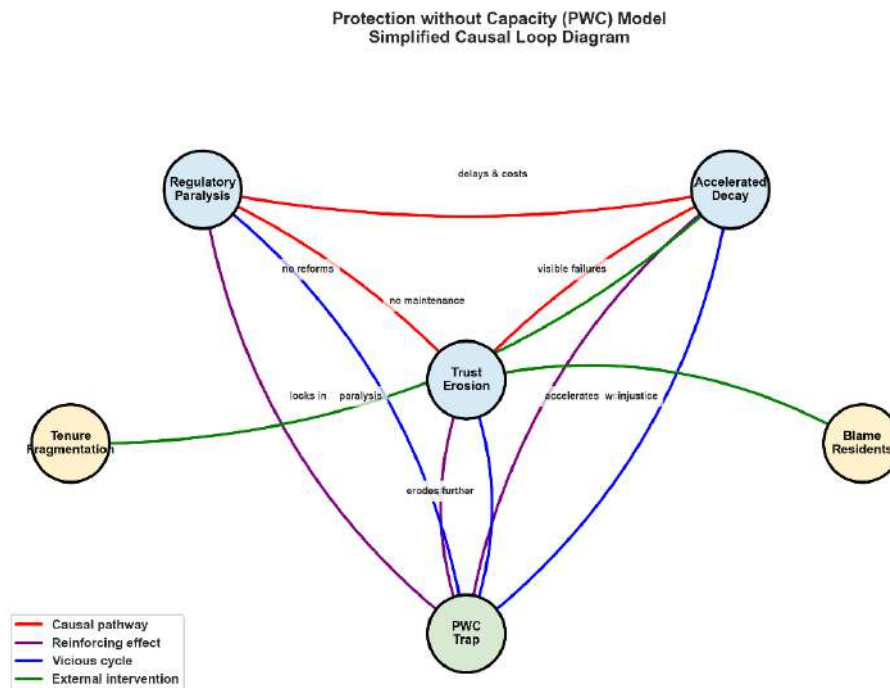 Protection without Capacity (PWC) Model
Simplified Causal Loop Diagram
Regulatory
Paralysis
delays & costs
Accelerated
Decay
no reforms
visible failures
no maintenance
Trust
Erosion
locks in
paralysis
accelerates
injustice
Tenure
Fragmentation
Blame
Residents
erodes further
PWC
Trap
Causal pathway
Reinforcing effect
Vicious cycle
External intervention